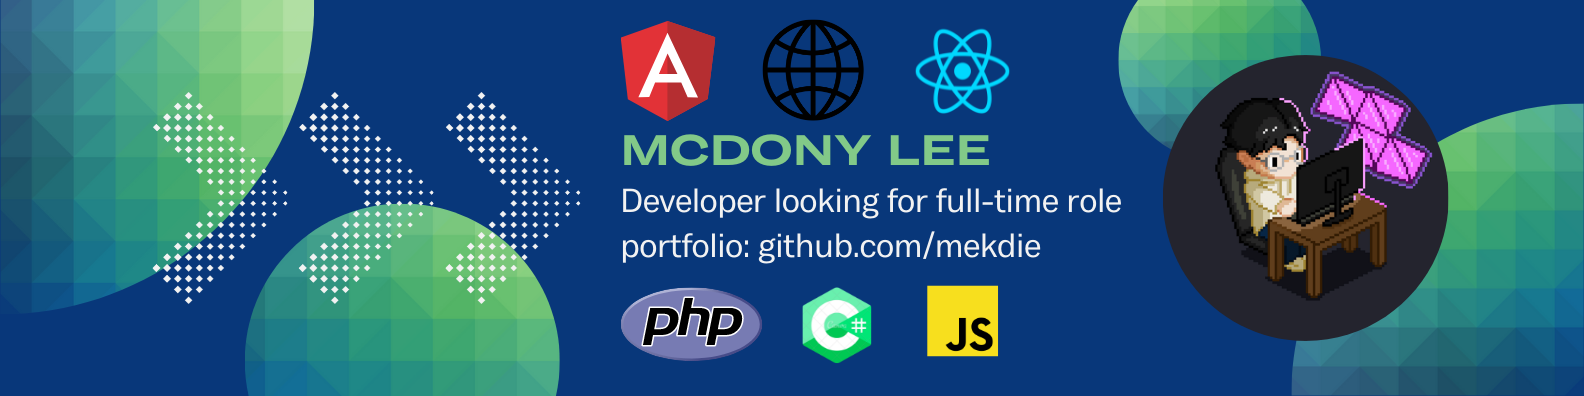 A
MCDONY LEE
Developer looking for full-time role
portfolio: github.com/mekdie
php
C#
JS